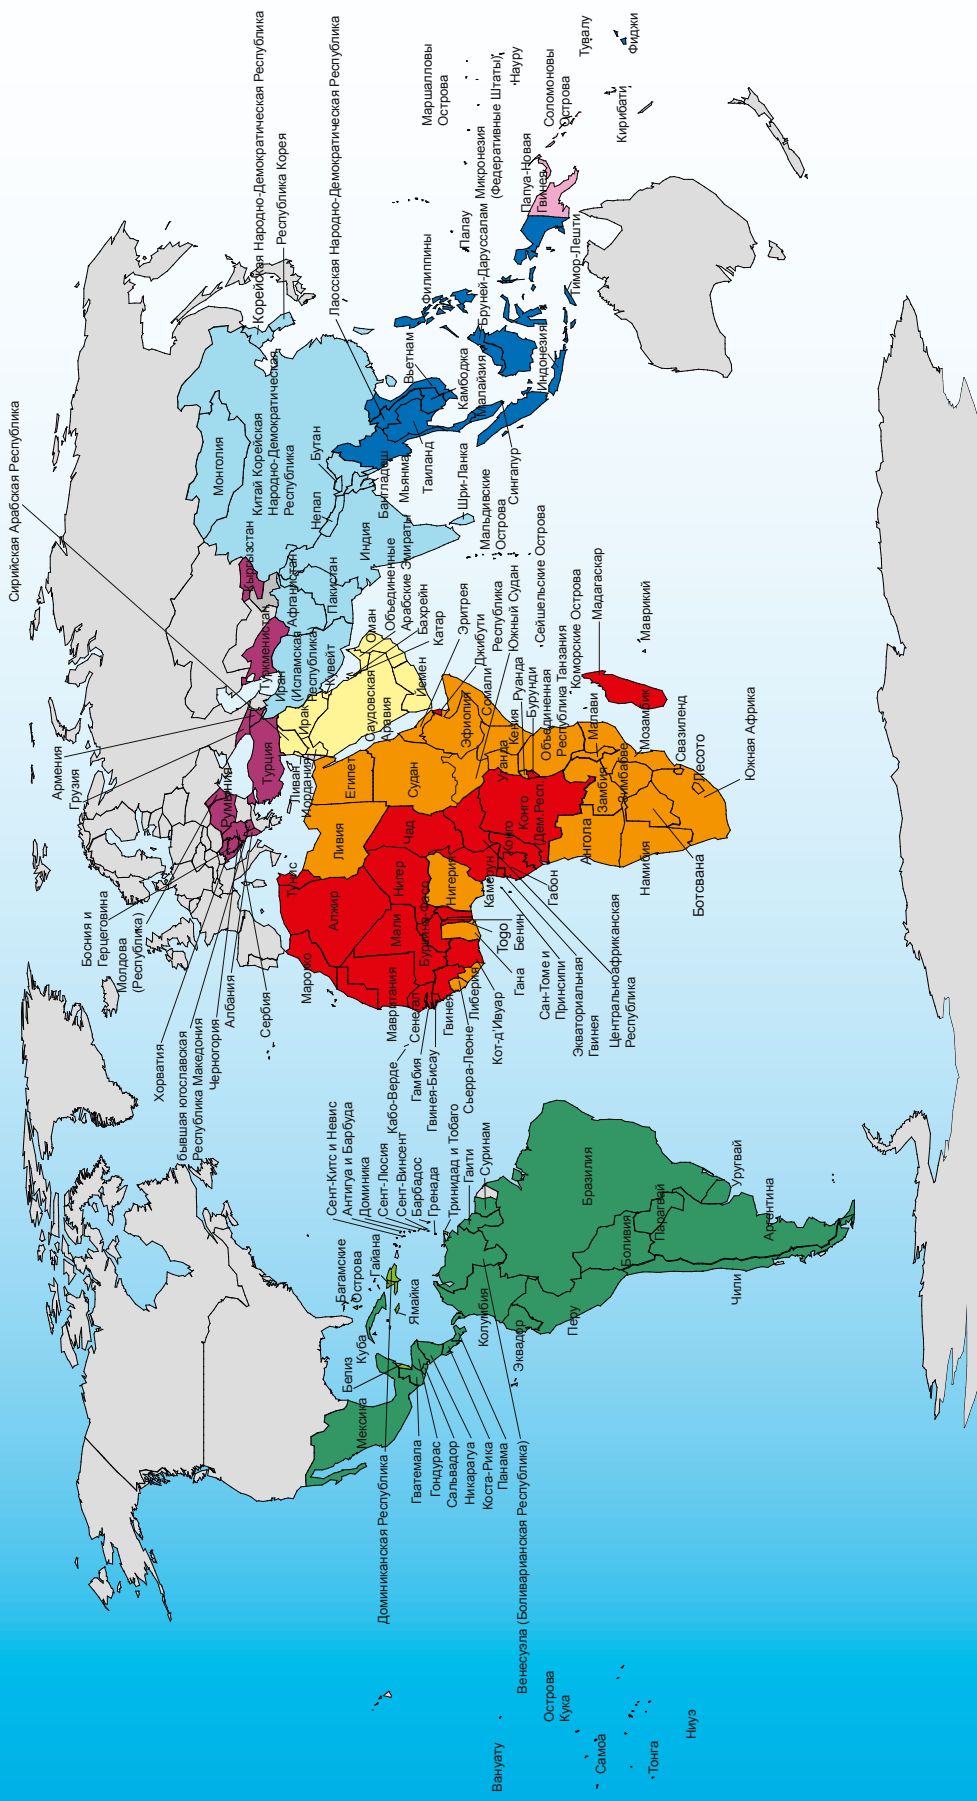 Сирийская Арабская Республика
Армения
Грузия
Босния и
Герцеговина
Молдова
(Республика)
Хорватия
бывшая югославская
Республика Македония
Черногория
Албания
Сербия
Румыния
Турция
Туркменистан
Кыргызстан
Монголия
Китай Корейская
Народно-Демократическая
Республика
Корейская Народно-Демократическая Республика
Республика Корея
Лаосская Народно-Демократическая Республика
Бутан
Непал
Бангладеш
Индия
Пакистан
Афганистан
Иран
(Исламская
Республика)
Кувейт
Ирак
Ливан
Иордания
Саудовская
Аравия
Оман
Объединенные
Арабские Эмираты
Бахрейн
Катар
Йемен
Мьянма
Таиланд
Вьетнам
Камбоджа
Филиппины
Малайзия
Бруней-Даруссалам
Сингапур
Индонезия
Тимор-Лешти
Шри-Ланка
Мальдивские
Острова
Палау
Микронезия
(Федеративные Штаты)
Маршалловы
Острова
Науру
Папуа-Новая
Гвинея
Соломоновы
Острова
Тувалу
Фиджи
Кирибати
Тунис
Марокко
Алжир
Ливия
Египет
Мавритания
Мали
Нигер
Чад
Судан
Эритрея
Джибути
Республика
Южный Судан
Эфиопия
Сомали
Кабо-Верде
Сенегал
Гамбия
Гвинея-Бисау
Гвинея
Сьерра-Леоне
Либерия
Кот-д'Ивуар
Буркина-Фасо
Гана
Togo
Бенин
Нигерия
Камерун
Сан-Томе и
Принсипи
Экваториальная
Гвинея
Габон
Центральноафриканская
Республика
Конго
Конго
(Дем.Респ.
Уганда
Кения
Руанда
Бурунди
Объединенная
Республика Танзания
Сейшельские Острова
Коморские Острова
Мадагаскар
Маврикий
Малави
Мозамбик
Замбия
Зимбабве
Ангола
Намибия
Ботсвана
Свазиленд
Лесото
Южная Африка
Мексика
Белиз
Куба
Багамские
Острова
Гайана
Ямайка
Сент-Китс и Невис
Антигуа и Барбуда
Доминика
Сент-Люсия
Сент-Винсент
Барбадос
Гренада
Тринидад и Тобаго
Гаити
Суринам
Доминиканская Республика
Гватемала
Гондурас
Сальвадор
Никарагуа
Коста-Рика
Панама
Венесуэла (Боливарианская Республика)
Колумбия
Эквадор
Перу
Бразилия
Боливия
Парагвай
Уругвай
Аргентина
Чили
Вануату
Острова
Кука
Самоа
Тонга
Ниуэ